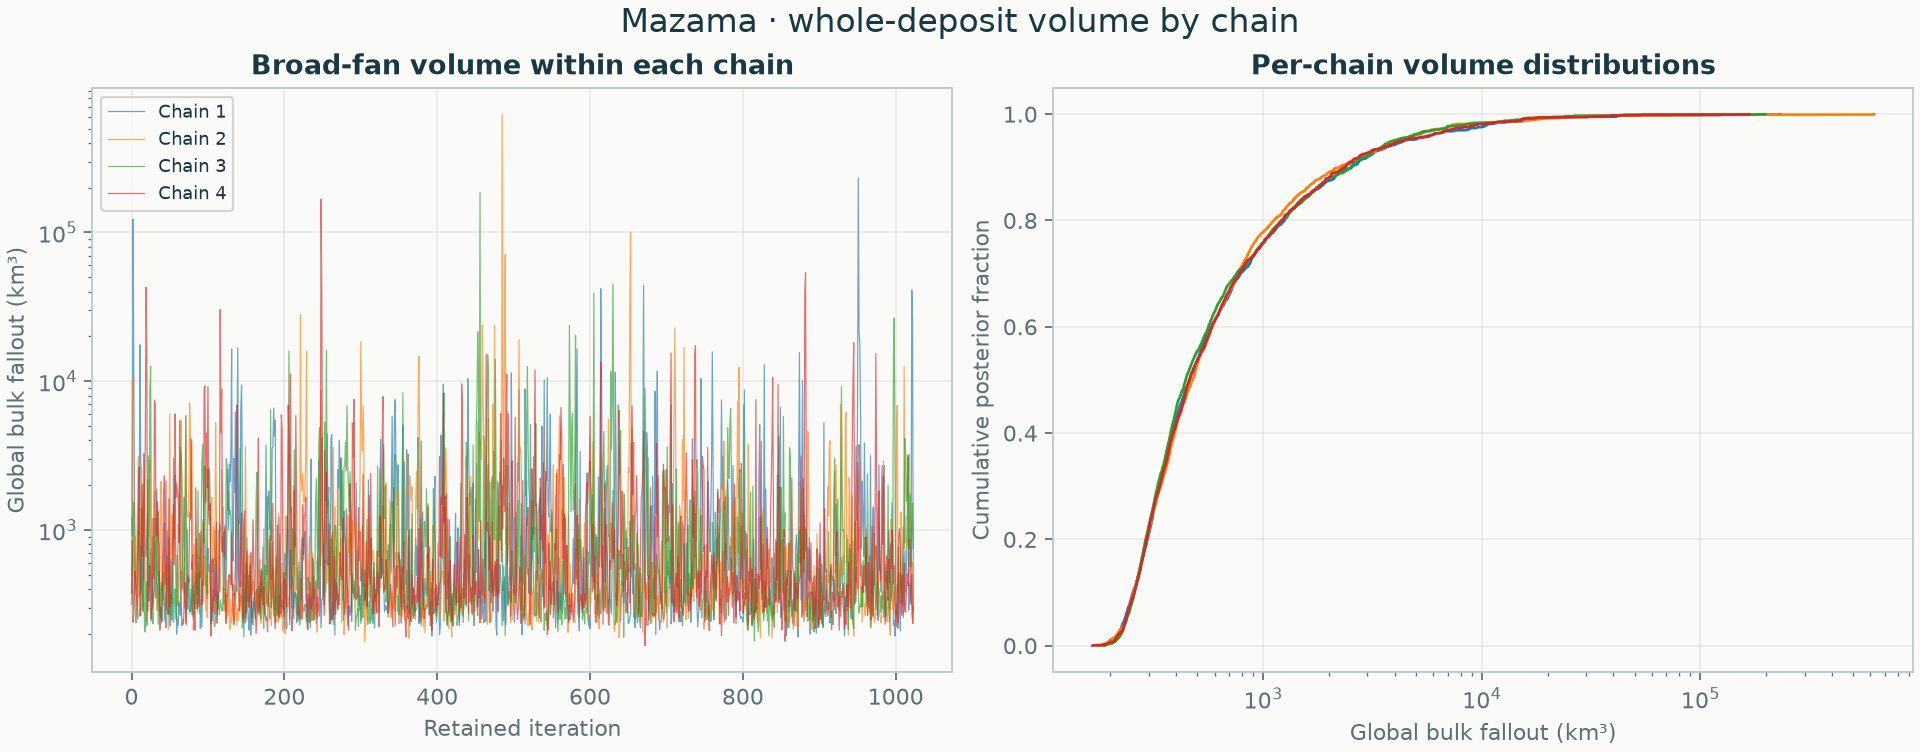 Mazama · whole-deposit volume by chain
Broad-fan volume within each chain
Chain 1
Chain 2
Chain 3
Chain 4
Global bulk fallout (km³)
10⁵
10⁴
10³
0
200
400
600
800
1000
Retained iteration
Per-chain volume distributions
Cumulative posterior fraction
1.0
0.8
0.6
0.4
0.2
0.0
10³
10⁴
10⁵
Global bulk fallout (km³)